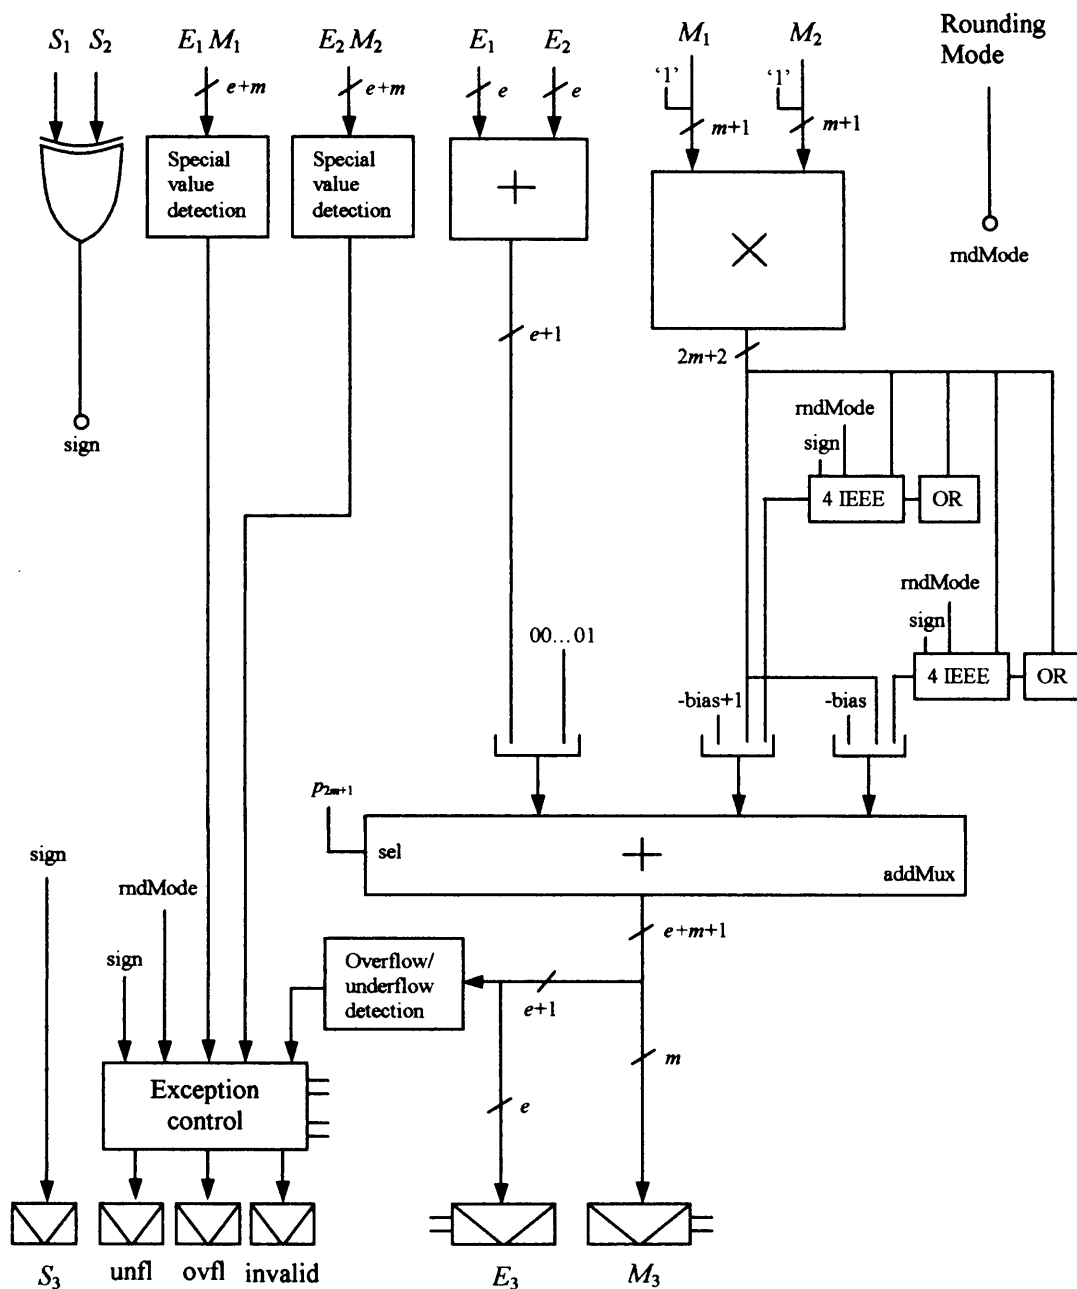 S1 S2 E1 M1 E2 M2 E1 E2 M1 M2 Rounding
Mode
'1' '1'
e+m e+m e e m+1 m+1
Special
value
detection
Special
value
detection
+
×
rndMode
e+1
2m+2
rndMode
sign
sign
4 IEEE OR
rndMode
sign
4 IEEE OR
00...01
-bias+1 -bias
p2m+1
sel + addMux
sign
rndMode
sign
e+m+1
Overflow/
underflow
detection
e+1
m
e
Exception
control
S3 unfl ovfl invalid E3 M3